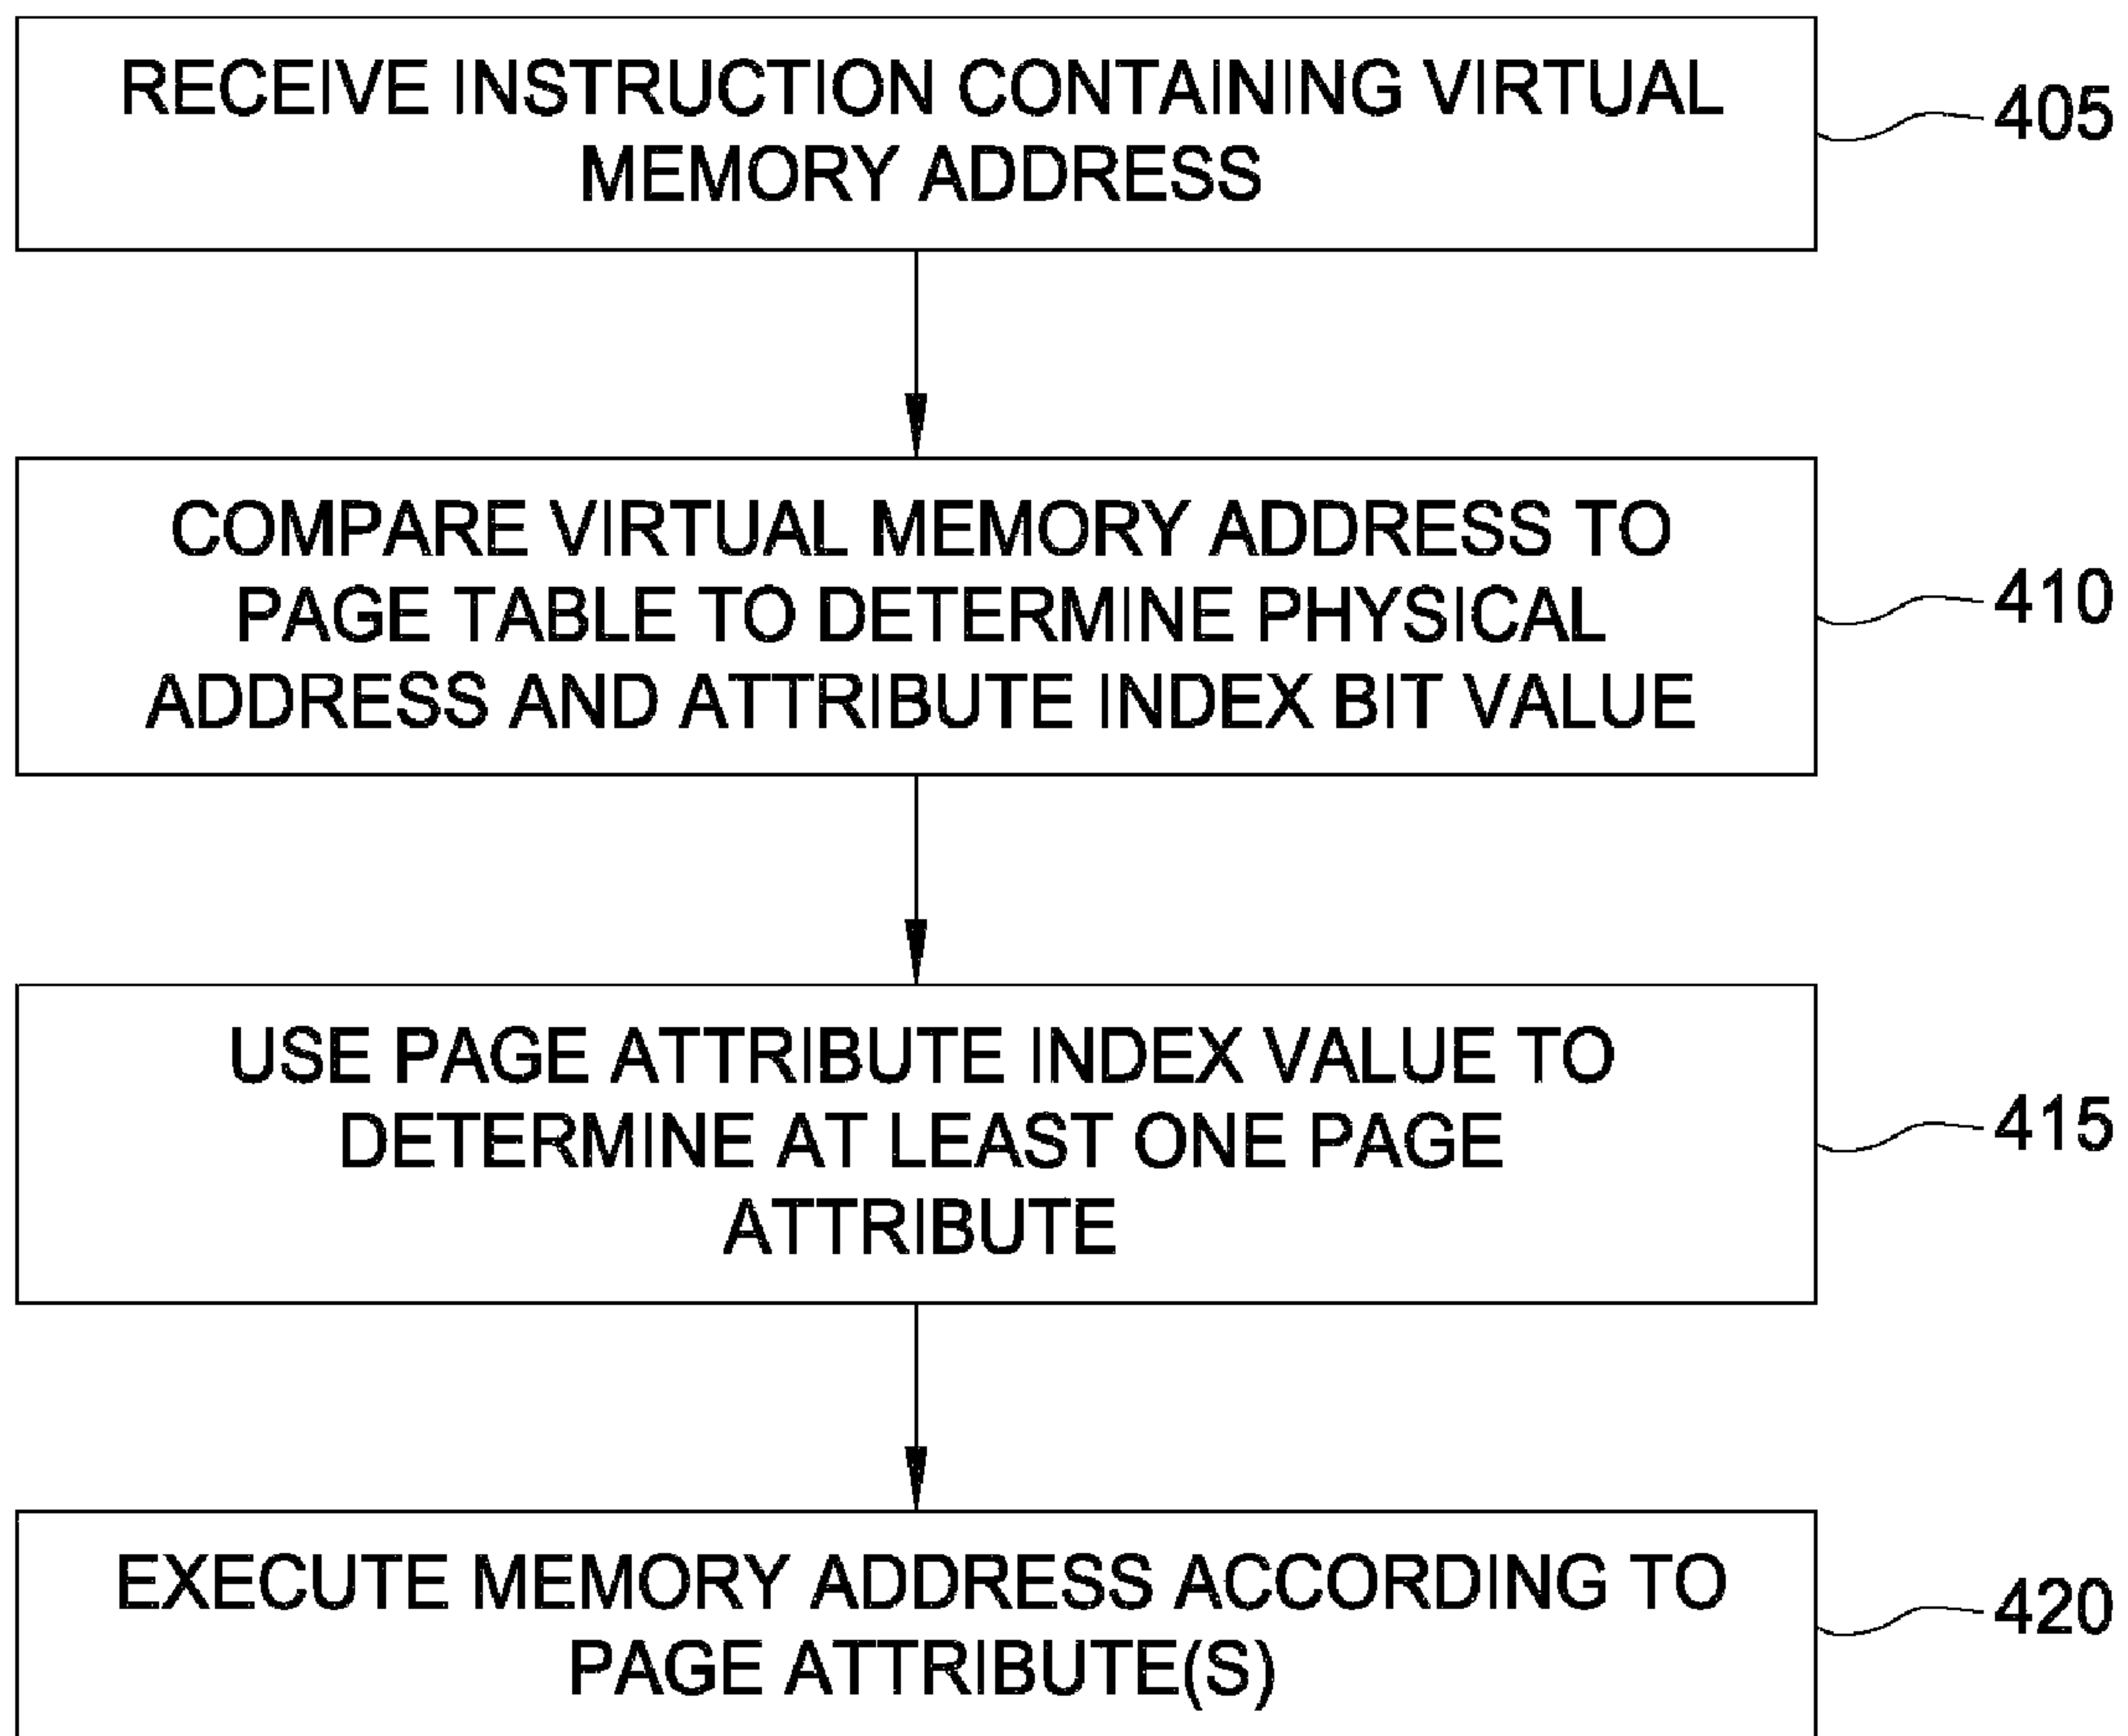 RECEIVE INSTRUCTION CONTAINING VIRTUAL
MEMORY ADDRESS
405
COMPARE VIRTUAL MEMORY ADDRESS TO
PAGE TABLE TO DETERMINE PHYSICAL
ADDRESS AND ATTRIBUTE INDEX BIT VALUE
410
USE PAGE ATTRIBUTE INDEX VALUE TO
DETERMINE AT LEAST ONE PAGE
ATTRIBUTE
415
EXECUTE MEMORY ADDRESS ACCORDING TO
PAGE ATTRIBUTE(S)
420